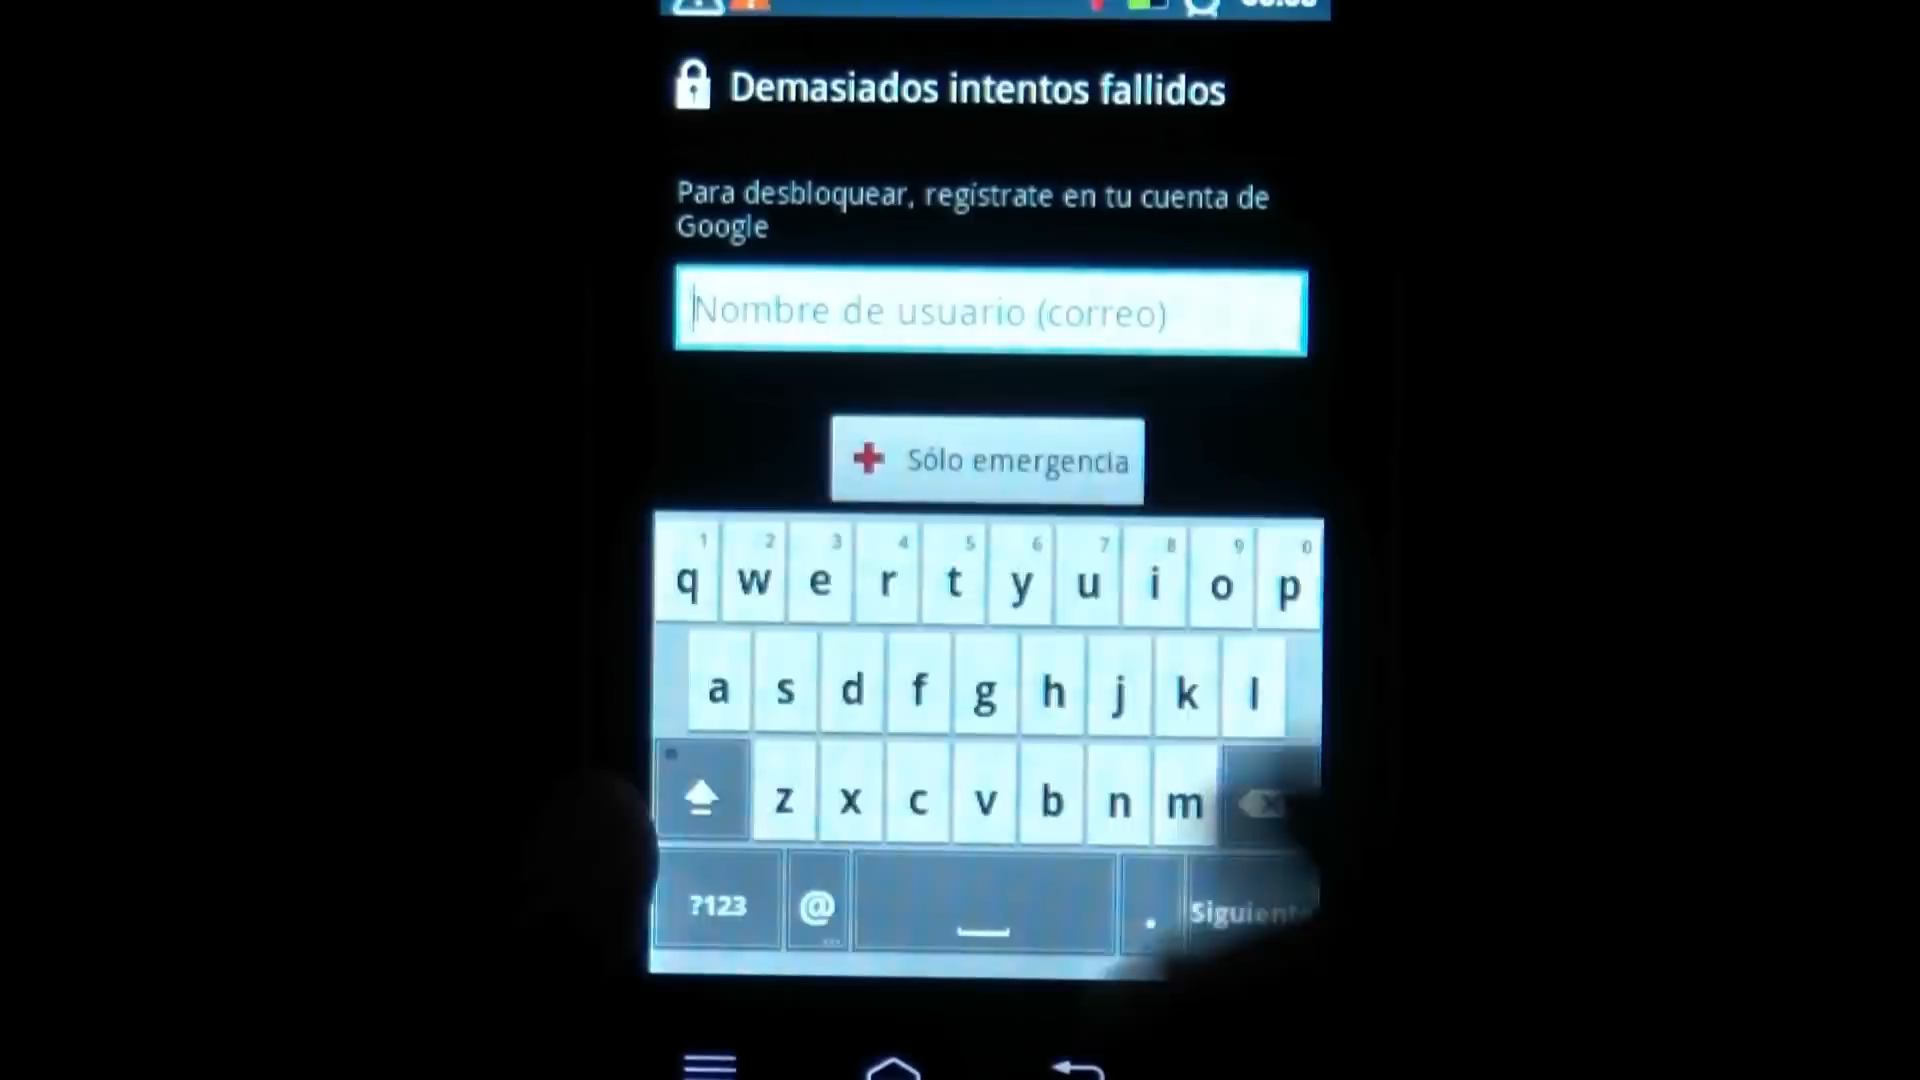 Demasiados intentos fallidos
Para desbloquear, regístrate en tu cuenta de
Google
Nombre de usuario (correo)
Sólo emergencia
1 2 3 4 5 6 7 8 9 0
q w e r t y u i o p
a s d f g h j k l
z x c v b n m
?123 @ . Siguiente